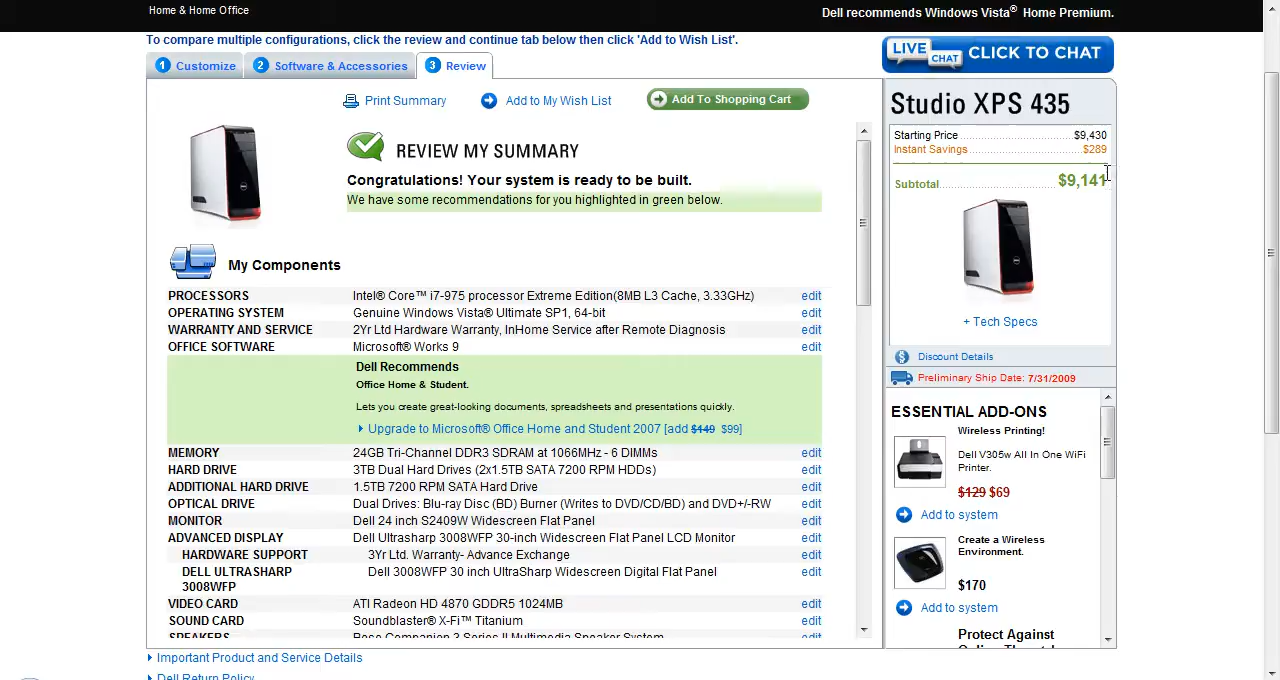 Home & Home Office
Dell recommends Windows Vista® Home Premium.
To compare multiple configurations, click the review and continue tab below then click 'Add to Wish List'.
LIVE CHAT CLICK TO CHAT
1 Customize 2 Software & Accessories 3 Review
Print Summary Add to My Wish List Add To Shopping Cart
REVIEW MY SUMMARY
Congratulations! Your system is ready to be built.
We have some recommendations for you highlighted in green below.
My Components
PROCESSORS Intel® Core™ i7-975 processor Extreme Edition(8MB L3 Cache, 3.33GHz) edit
OPERATING SYSTEM Genuine Windows Vista® Ultimate SP1, 64-bit edit
WARRANTY AND SERVICE 2Yr Ltd Hardware Warranty, InHome Service after Remote Diagnosis edit
OFFICE SOFTWARE Microsoft® Works 9 edit
Dell Recommends
Office Home & Student.
Lets you create great-looking documents, spreadsheets and presentations quickly.
Upgrade to Microsoft® Office Home and Student 2007 [add $149 $99]
MEMORY 24GB Tri-Channel DDR3 SDRAM at 1066MHz - 6 DIMMs edit
HARD DRIVE 3TB Dual Hard Drives (2x1.5TB SATA 7200 RPM HDDs) edit
ADDITIONAL HARD DRIVE 1.5TB 7200 RPM SATA Hard Drive edit
OPTICAL DRIVE Dual Drives: Blu-ray Disc (BD) Burner (Writes to DVD/CD/BD) and DVD+/-RW edit
MONITOR Dell 24 inch S2409W Widescreen Flat Panel edit
ADVANCED DISPLAY Dell Ultrasharp 3008WFP 30-inch Widescreen Flat Panel LCD Monitor edit
HARDWARE SUPPORT 3Yr Ltd. Warranty- Advance Exchange edit
DELL ULTRASHARP 3008WFP 30 inch UltraSharp Widescreen Digital Flat Panel edit
3008WFP
VIDEO CARD ATI Radeon HD 4870 GDDR5 1024MB edit
SOUND CARD Soundblaster® X-Fi™ Titanium edit
SPEAKERS Bose Companion 3 Series II Multimedia Speaker System edit
Important Product and Service Details
Dell Return Policy
Studio XPS 435
Starting Price $9,430
Instant Savings $289
Subtotal $9,141
+ Tech Specs
Discount Details
Preliminary Ship Date: 7/31/2009
ESSENTIAL ADD-ONS
Wireless Printing!
Dell V305w All In One WiFi
Printer.
$129 $69
Add to system
Create a Wireless
Environment.
$170
Add to system
Protect Against